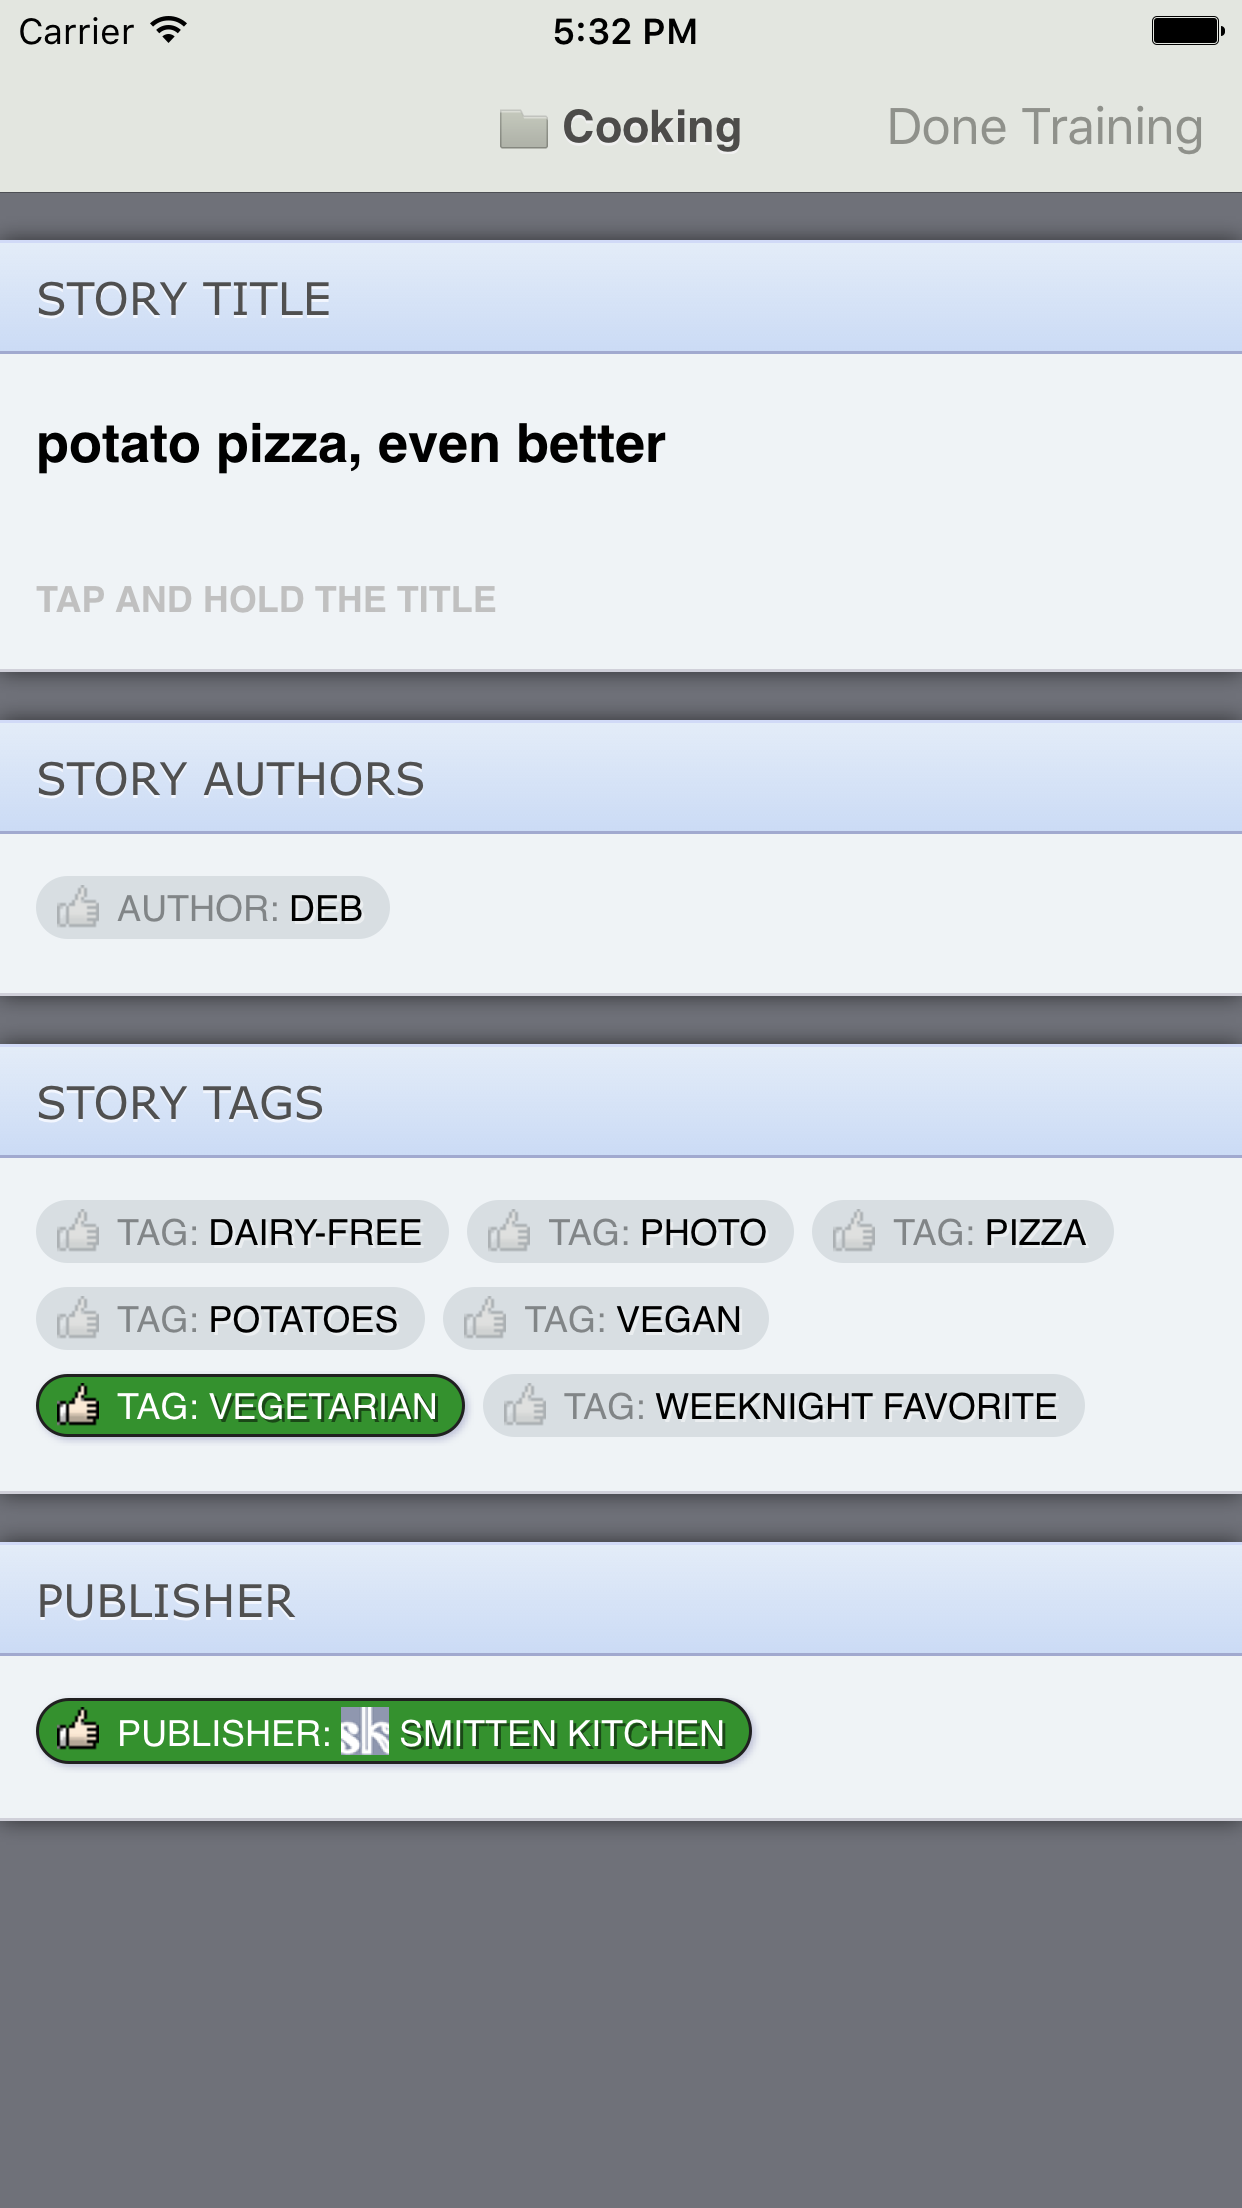 Carrier 5:32 PM
Cooking Done Training
STORY TITLE
potato pizza, even better
TAP AND HOLD THE TITLE
STORY AUTHORS
AUTHOR: DEB
STORY TAGS
TAG: DAIRY-FREE TAG: PHOTO TAG: PIZZA
TAG: POTATOES TAG: VEGAN
TAG: VEGETARIAN TAG: WEEKNIGHT FAVORITE
PUBLISHER
PUBLISHER: sk SMITTEN KITCHEN